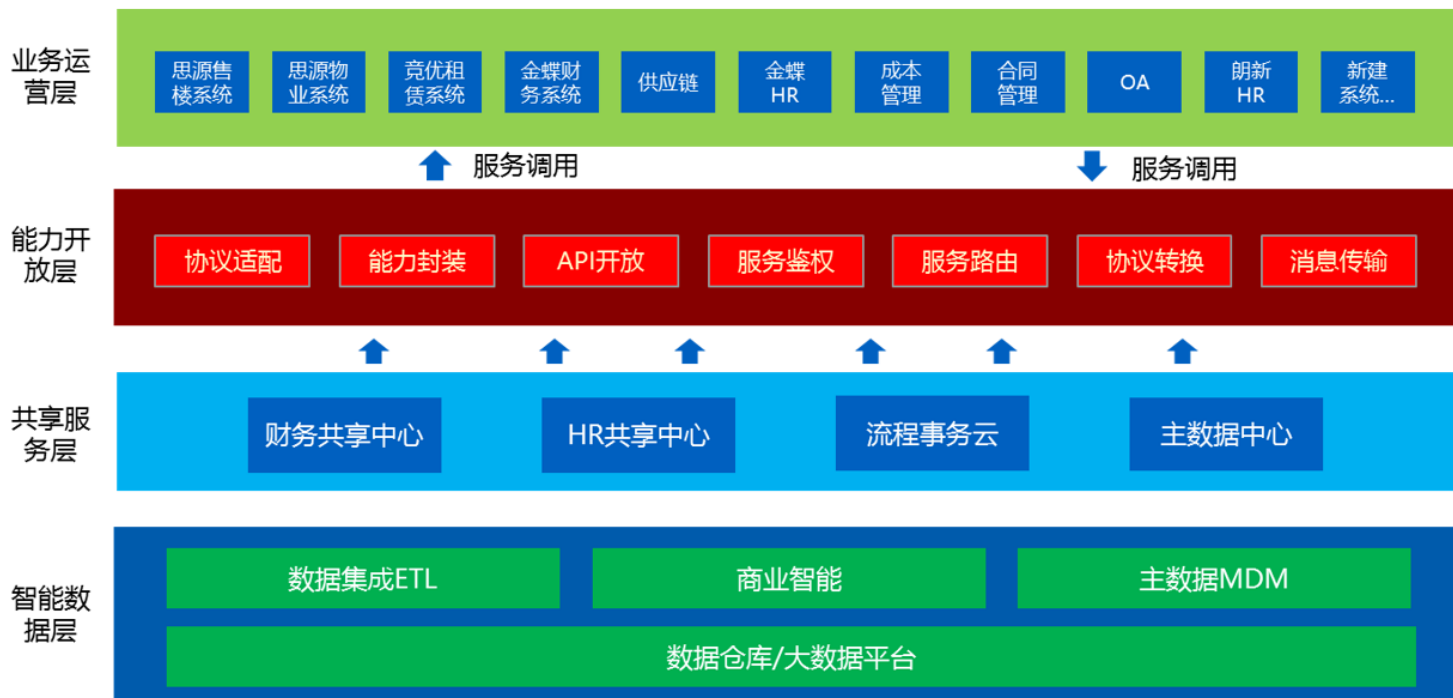 业务运
营层
思源售
楼系统
思源物
业系统
竞优租
赁系统
金蝶财
务系统
供应链
金蝶
HR
成本
管理
合同
管理
OA
朗新
HR
新建
系统...
服务调用
服务调用
能力开
放层
协议适配
能力封装
API开放
服务鉴权
服务路由
协议转换
消息传输
共享服
务层
财务共享中心
HR共享中心
流程事务云
主数据中心
智能数
据层
数据集成ETL
商业智能
主数据MDM
数据仓库/大数据平台